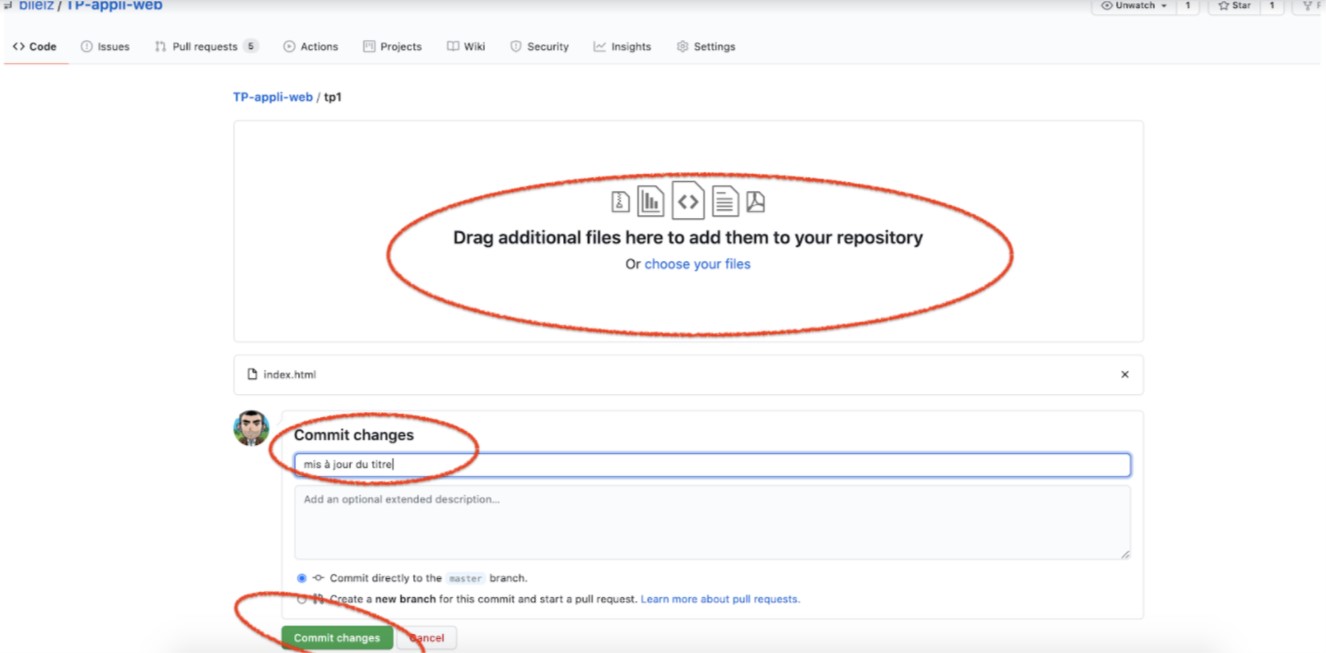 / TP-appli-web
Unwatch 1 Star 1
Code Issues Pull requests 5 Actions Projects Wiki Security Insights Settings
TP-appli-web / tp1
Drag additional files here to add them to your repository
Or choose your files
index.html
Commit changes
mis à jour du titre
Add an optional extended description...
Commit directly to the master branch.
Create a new branch for this commit and start a pull request. Learn more about pull requests.
Commit changes Cancel